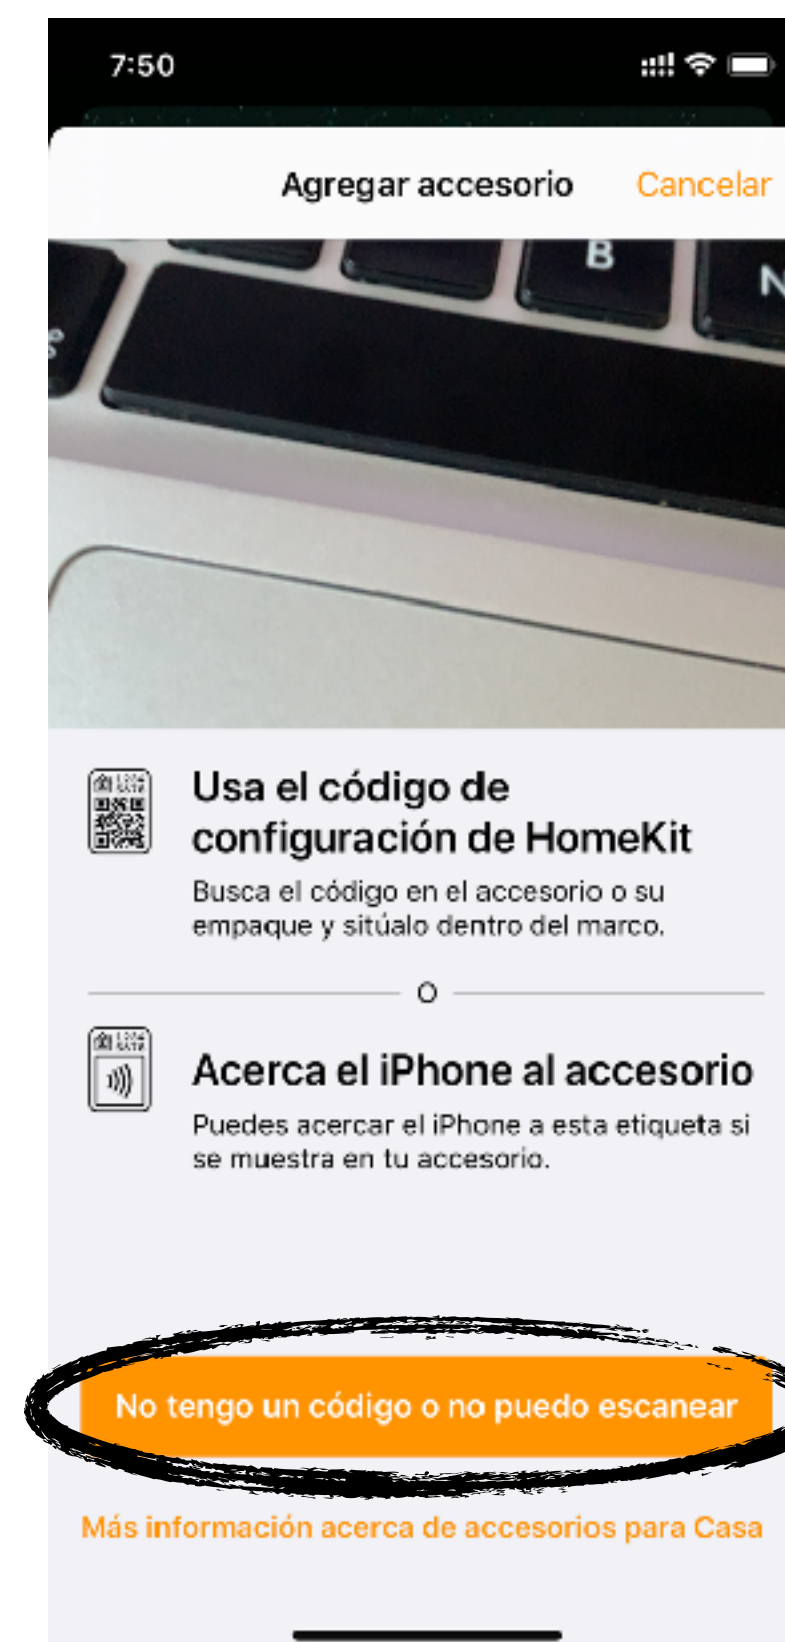 7:50
Agregar accesorio
Cancelar
B
N
Usa el código de
configuración de HomeKit
Busca el código en el accesorio o su
empaque y sitúalo dentro del marco.
O
Acerca el iPhone al accesorio
Puedes acercar el iPhone a esta etiqueta si
se muestra en tu accesorio.
No tengo un código o no puedo escanear
Más información acerca de accesorios para Casa